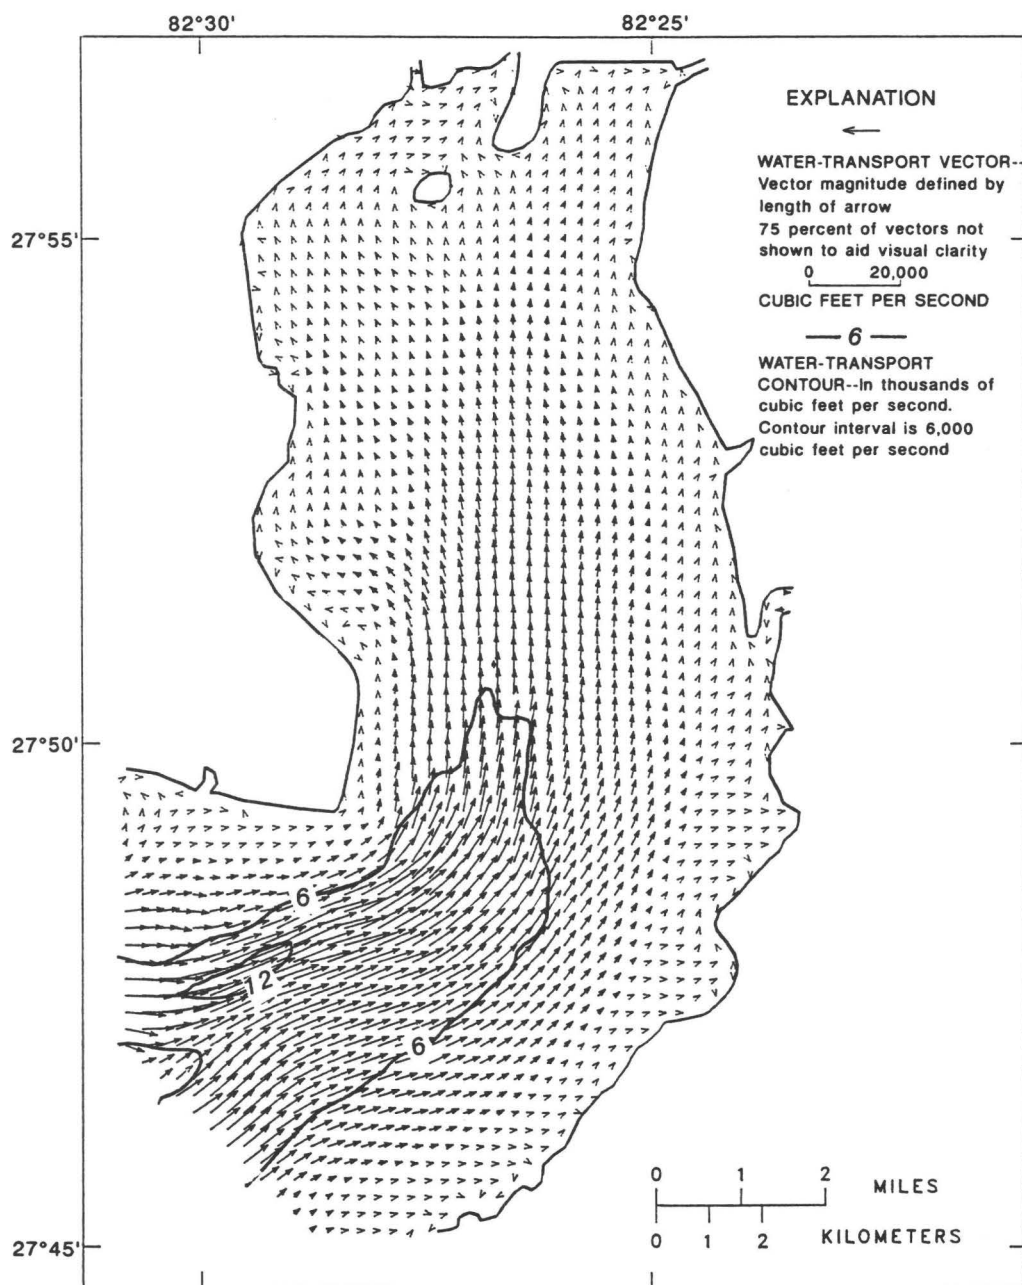 82°30' 82°25'
EXPLANATION
WATER-TRANSPORT VECTOR--
Vector magnitude defined by
length of arrow
75 percent of vectors not
shown to aid visual clarity
0 20,000
CUBIC FEET PER SECOND
6
WATER-TRANSPORT
CONTOUR--In thousands of
cubic feet per second.
Contour interval is 6,000
cubic feet per second
27°55'
27°50'
6
12
6
0 1 2
MILES
0 1 2 KILOMETERS
27°45'